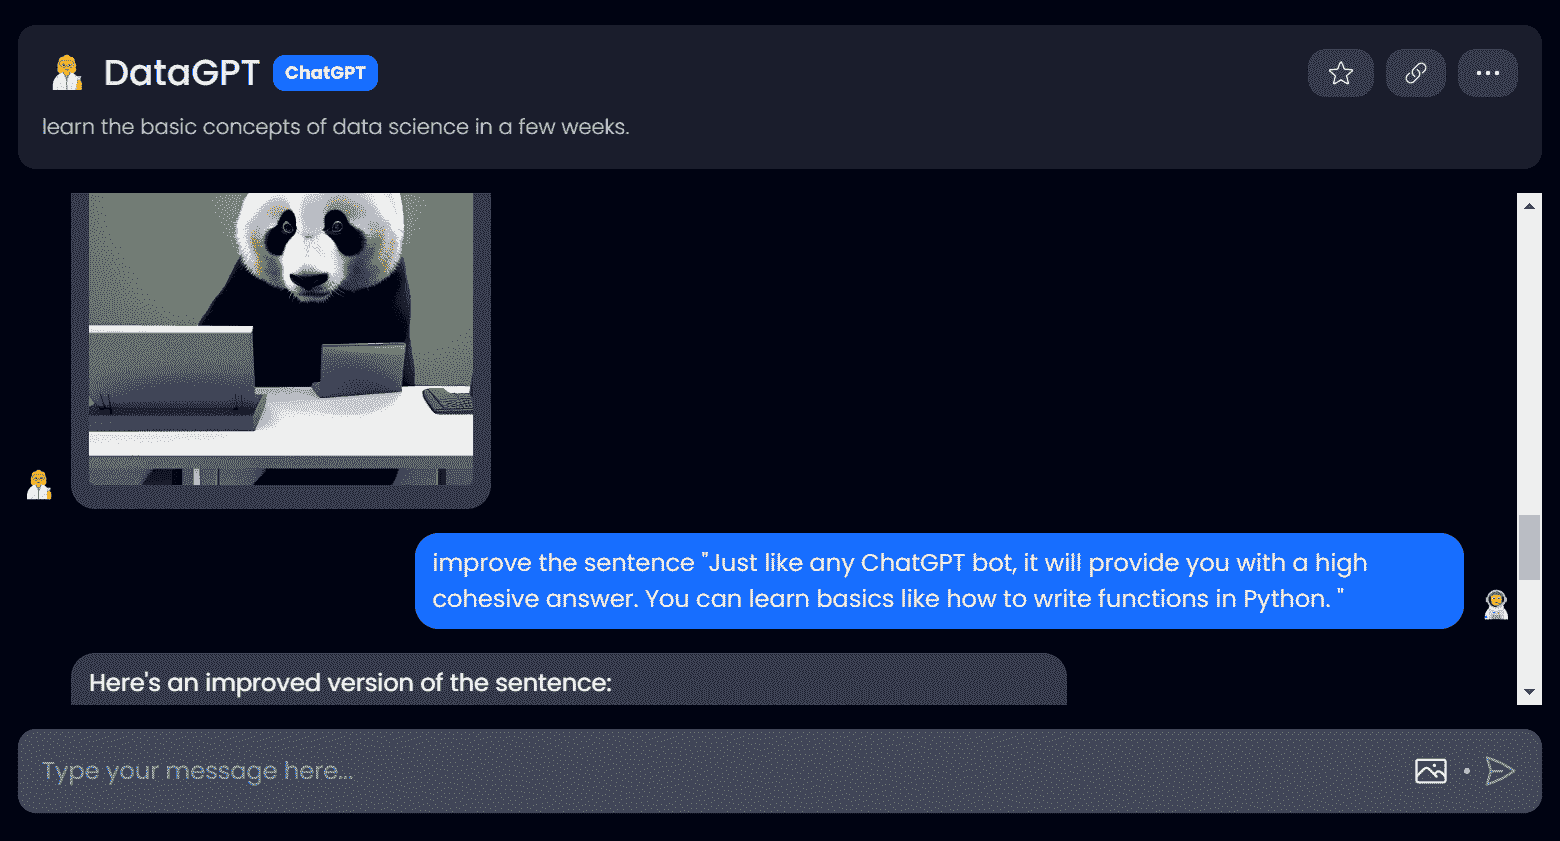 DataGPT ChatGPT
learn the basic concepts of data science in a few weeks.
improve the sentence "Just like any ChatGPT bot, it will provide you with a high
cohesive answer. You can learn basics like how to write functions in Python. "
Here's an improved version of the sentence:
Type your message here...